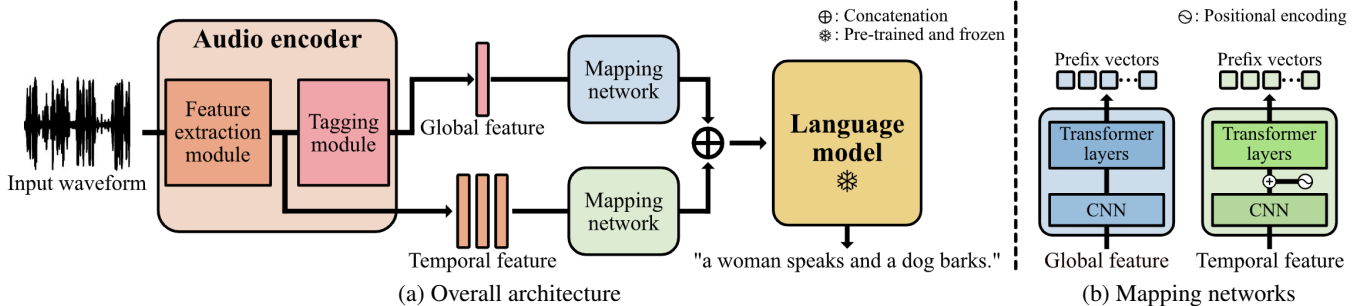 ⊕: Concatenation
❄: Pre-trained and frozen
Audio encoder
Feature
extraction
module
Tagging
module
Input waveform
Global feature
Temporal feature
Mapping
network
Mapping
network
Language
model
"a woman speaks and a dog barks."
(a) Overall architecture
: Positional encoding
Prefix vectors
...
Transformer
layers
CNN
Global feature
Prefix vectors
...
Transformer
layers
CNN
Temporal feature
(b) Mapping networks